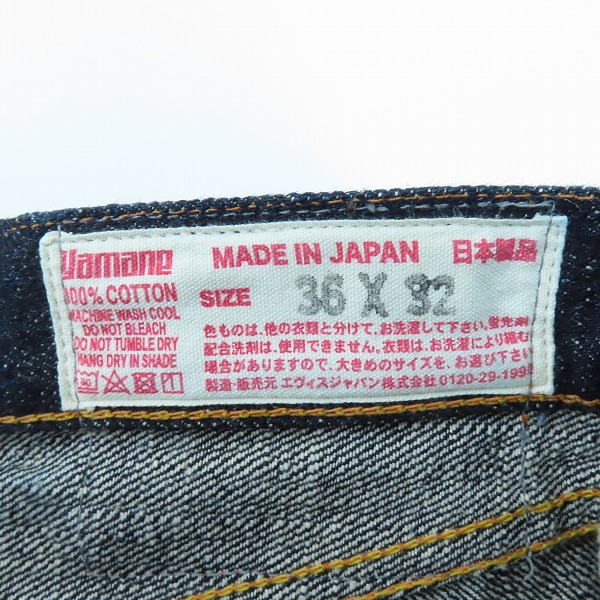 Yamane
MADE IN JAPAN 日本製品
100% COTTON
SIZE 36 X 32
MACHINE WASH COOL
DO NOT BLEACH
DO NOT TUMBLE DRY
HANG DRY IN SHADE
色ものは、他の衣類と分けて、お洗濯して下さい。蛍光剤
配合洗剤は、使用できません。衣類は、お洗濯により縮む
場合がありますので、大きめのサイズを、お選び下さい
製造・販売元 エヴィスジャパン株式会社 0120-29-199